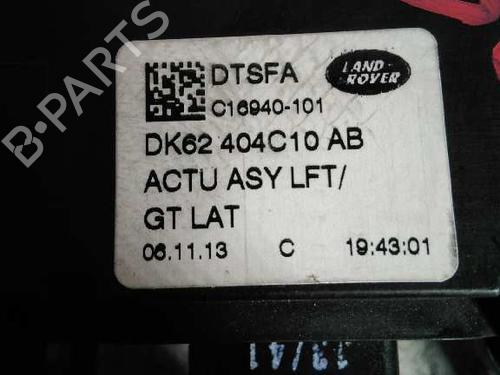 DTSFA
LAND
ROVER
C16940-101
DK62 404C10 AB
ACTU ASY LFT/
GT LAT
06.11.13 C 19:43:01
B-PARTS